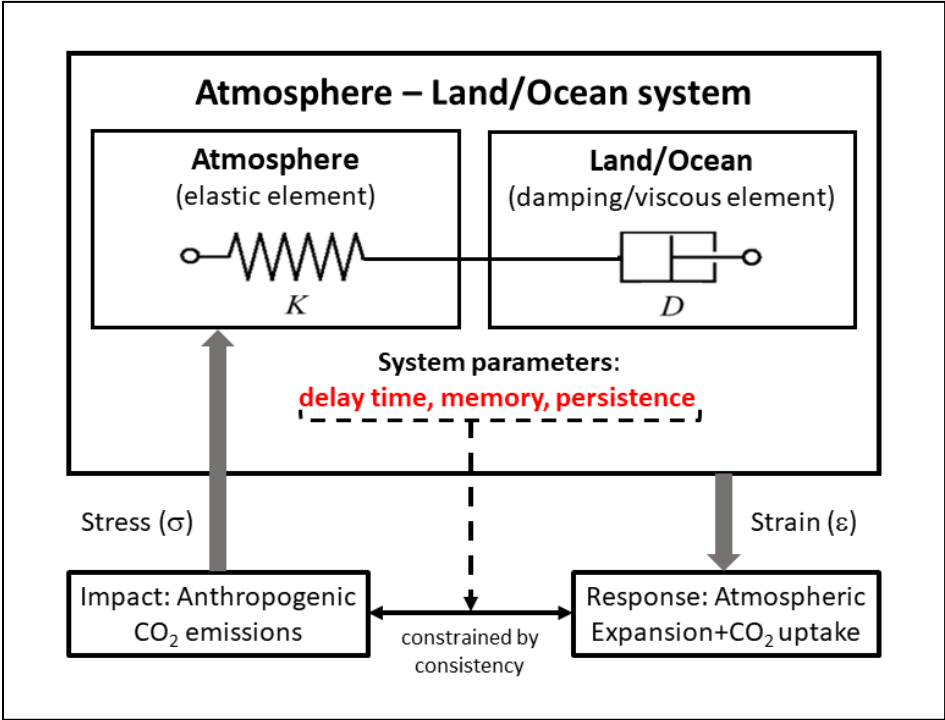 Atmosphere – Land/Ocean system
Atmosphere
(elastic element)
K
Land/Ocean
(damping/viscous element)
D
System parameters:
delay time, memory, persistence
Stress (σ)
Strain (ε)
Impact: Anthropogenic
CO₂ emissions
constrained by
consistency
Response: Atmospheric
Expansion+CO₂ uptake